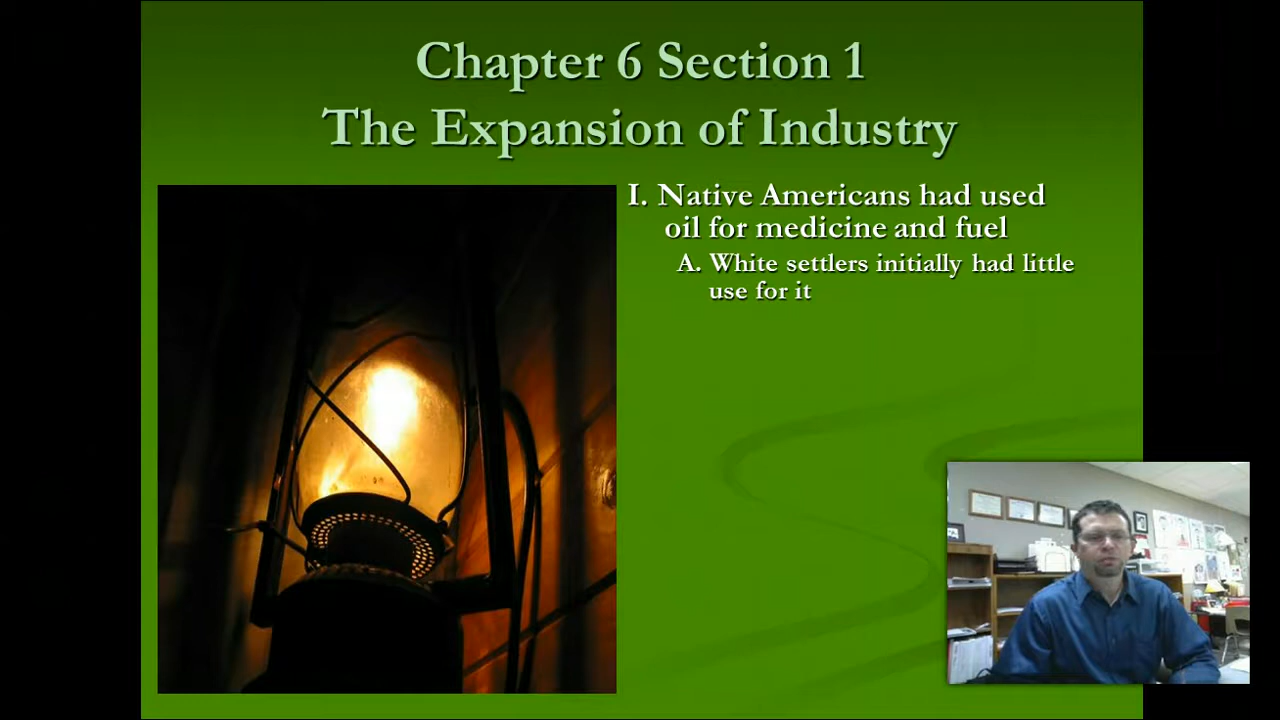 Chapter 6 Section 1
The Expansion of Industry
I. Native Americans had used
oil for medicine and fuel
A. White settlers initially had little
use for it